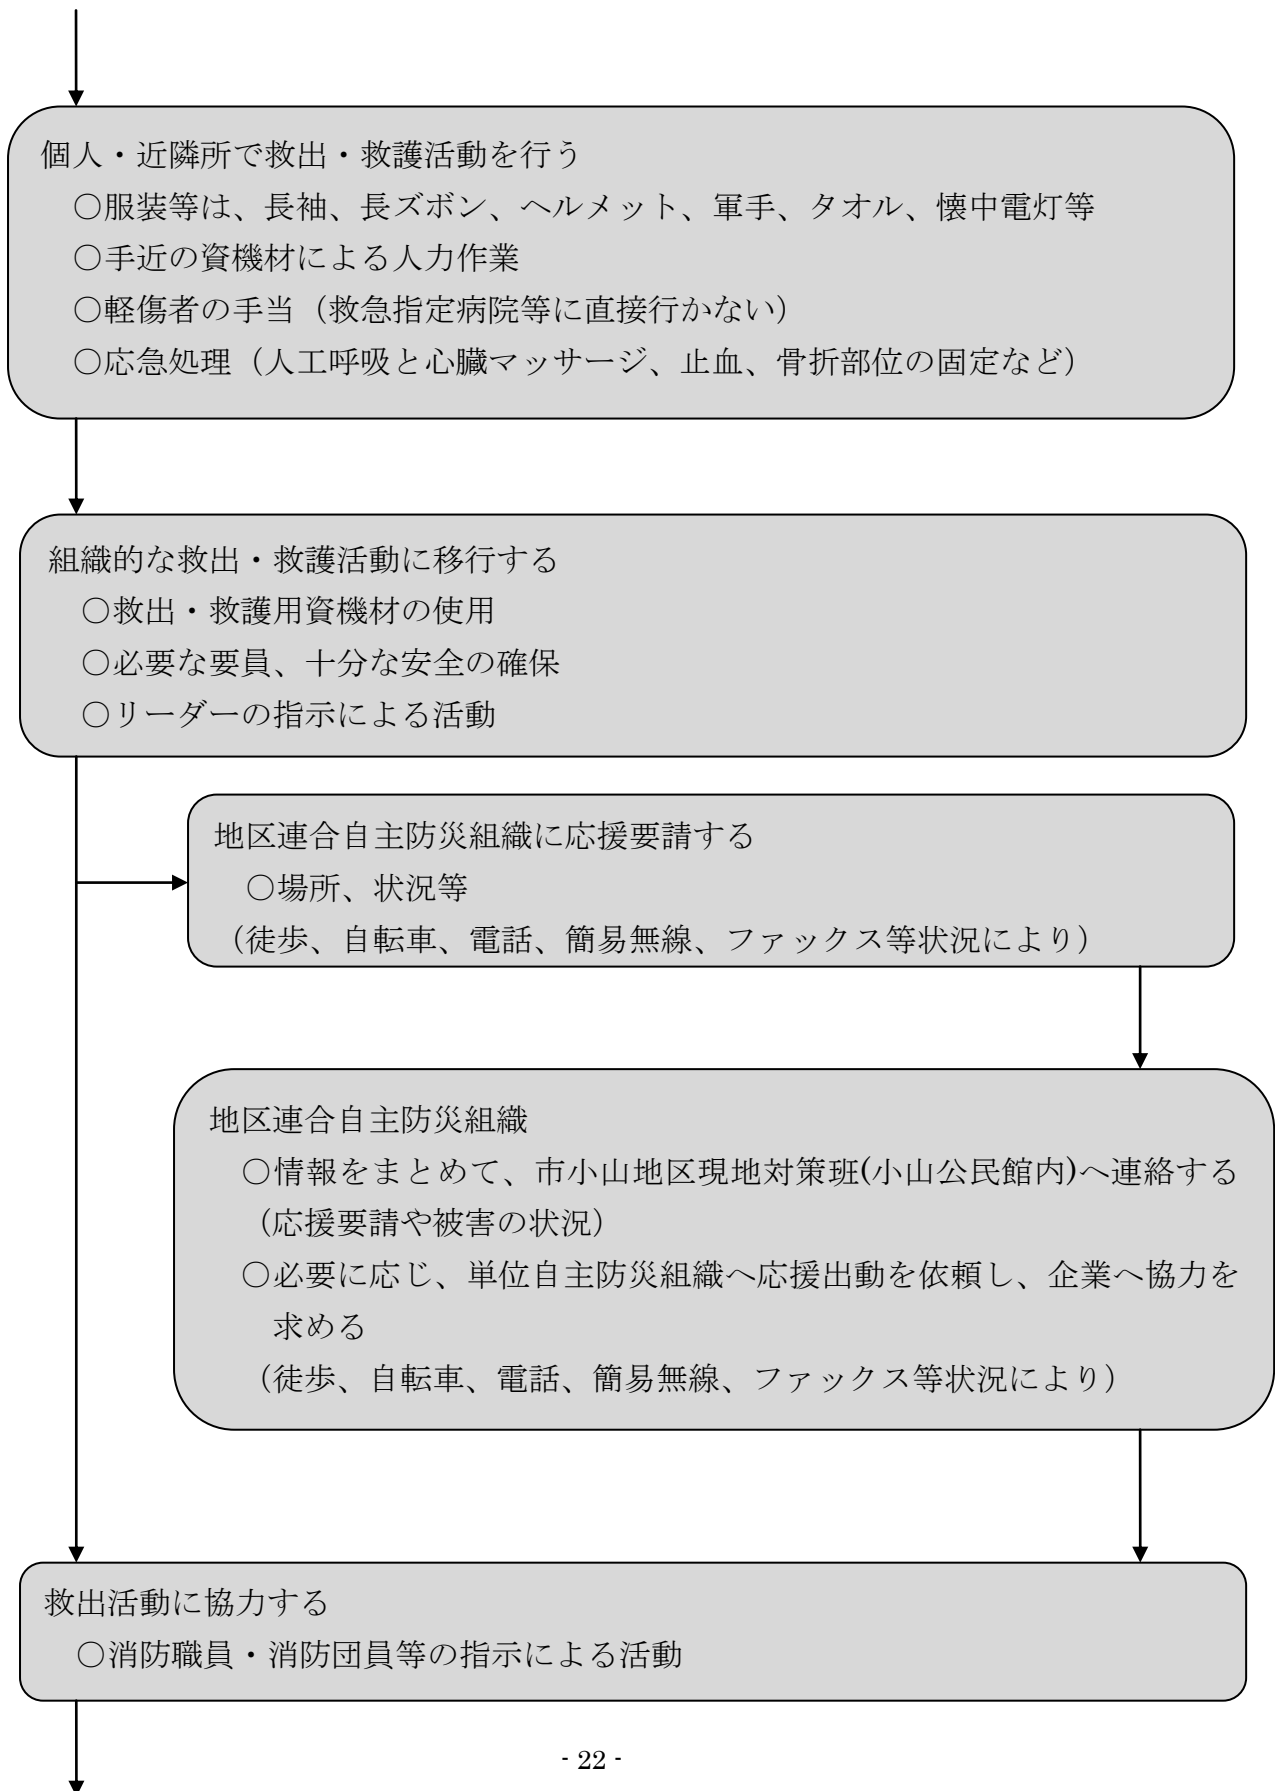 個人・近隣所で救出・救護活動を行う
○服装等は、長袖、長ズボン、ヘルメット、軍手、タオル、懐中電灯等
○手近の資機材による人力作業
○軽傷者の手当（救急指定病院等に直接行かない）
○応急処理（人工呼吸と心臓マッサージ、止血、骨折部位の固定など）
組織的な救出・救護活動に移行する
○救出・救護用資機材の使用
○必要な要員、十分な安全の確保
○リーダーの指示による活動
地区連合自主防災組織に応援要請する
○場所、状況等
（徒歩、自転車、電話、簡易無線、ファックス等状況により）
地区連合自主防災組織
○情報をまとめて、市小山地区現地対策班(小山公民館内)へ連絡する
（応援要請や被害の状況）
○必要に応じ、単位自主防災組織へ応援出動を依頼し、企業へ協力を
求める
（徒歩、自転車、電話、簡易無線、ファックス等状況により）
救出活動に協力する
○消防職員・消防団員等の指示による活動
- 22 -